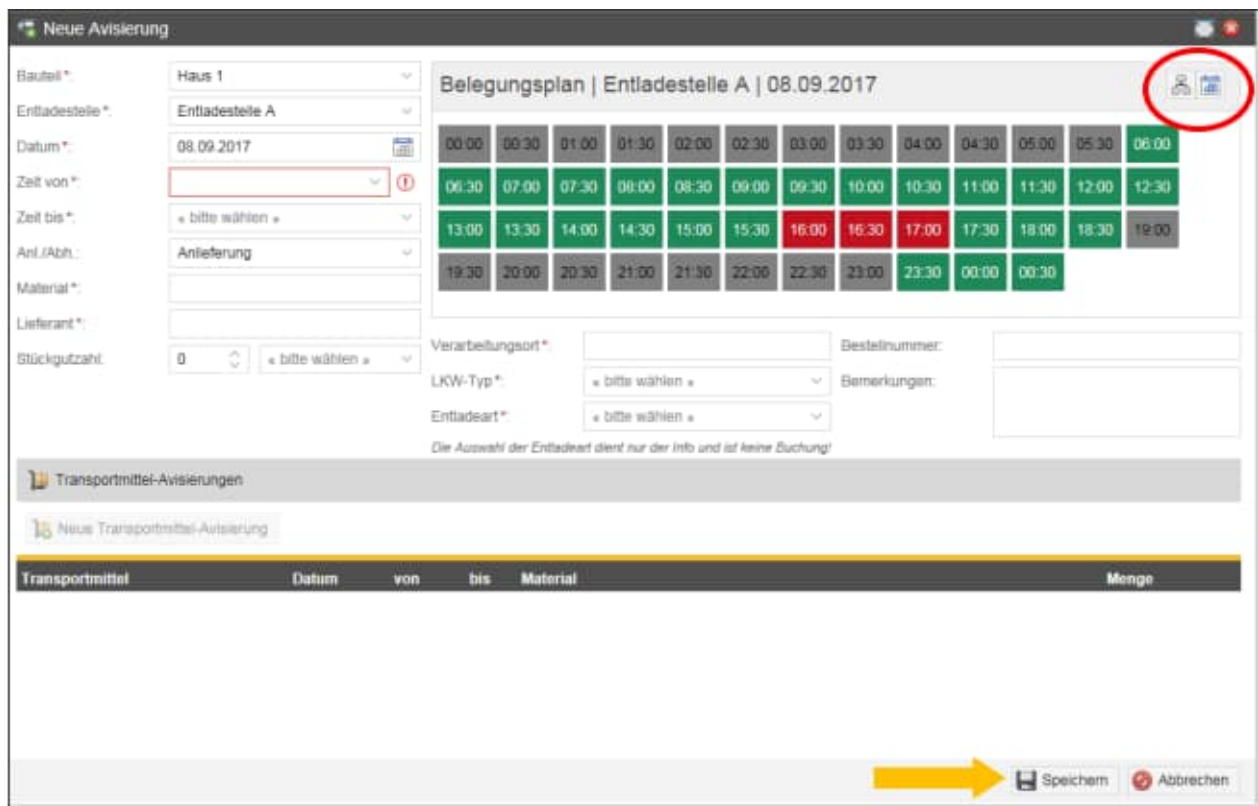 Neue Avisierung
Bauteil*: Haus 1
Entladestelle*: Entladestelle A
Datum*: 08.09.2017
Zeit von*:
Zeit bis*: « bitte wählen »
Anl./Abh.: Anlieferung
Material*:
Lieferant*:
Stückgutzahl: 0 « bitte wählen »
Belegungsplan | Entladestelle A | 08.09.2017
00:00 00:30 01:00 01:30 02:00 02:30 03:00 03:30 04:00 04:30 05:00 05:30 06:00
06:30 07:00 07:30 08:00 08:30 09:00 09:30 10:00 10:30 11:00 11:30 12:00 12:30
13:00 13:30 14:00 14:30 15:00 15:30 16:00 16:30 17:00 17:30 18:00 18:30 19:00
19:30 20:00 20:30 21:00 21:30 22:00 22:30 23:00 23:30 00:00 00:30
Verarbeitungsort*: Bestellnummer:
LKW-Typ*: « bitte wählen » Bemerkungen:
Entladeart*: « bitte wählen »
Die Auswahl der Entladeart dient nur der Info und ist keine Buchung!
Transportmittel-Avisierungen
Neue Transportmittel-Avisierung
Transportmittel Datum von bis Material Menge
Speichern Abbrechen